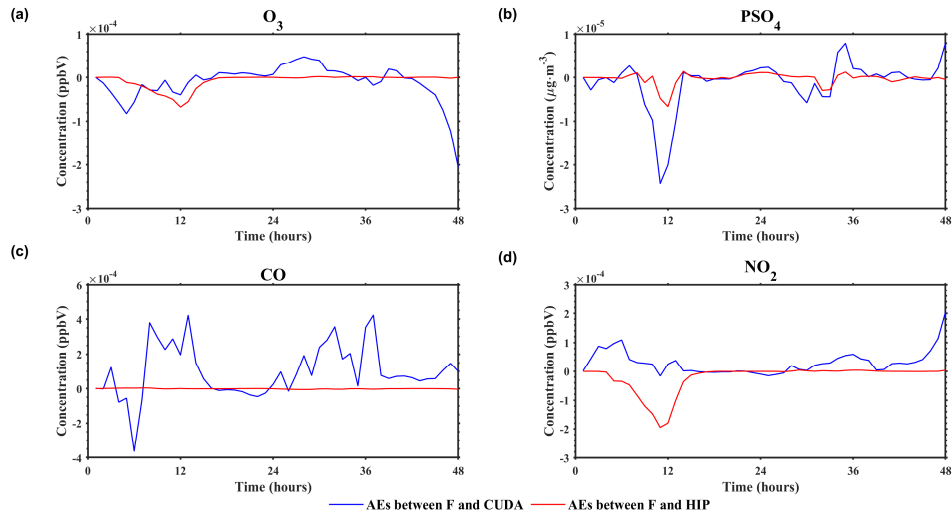 (a)
O3
×10-4
Concentration (ppbV)
1
0
-1
-2
-3
0 12 24 36 48
Time (hours)
(b)
PSO4
×10-5
Concentration (μg·m-3)
1
0
-1
-2
-3
0 12 24 36 48
Time (hours)
(c)
CO
×10-4
Concentration (ppbV)
6
4
2
0
-2
-4
0 12 24 36 48
Time (hours)
(d)
NO2
×10-4
Concentration (ppbV)
3
2
1
0
-1
-2
-3
0 12 24 36 48
Time (hours)
AEs between F and CUDA AEs between F and HIP